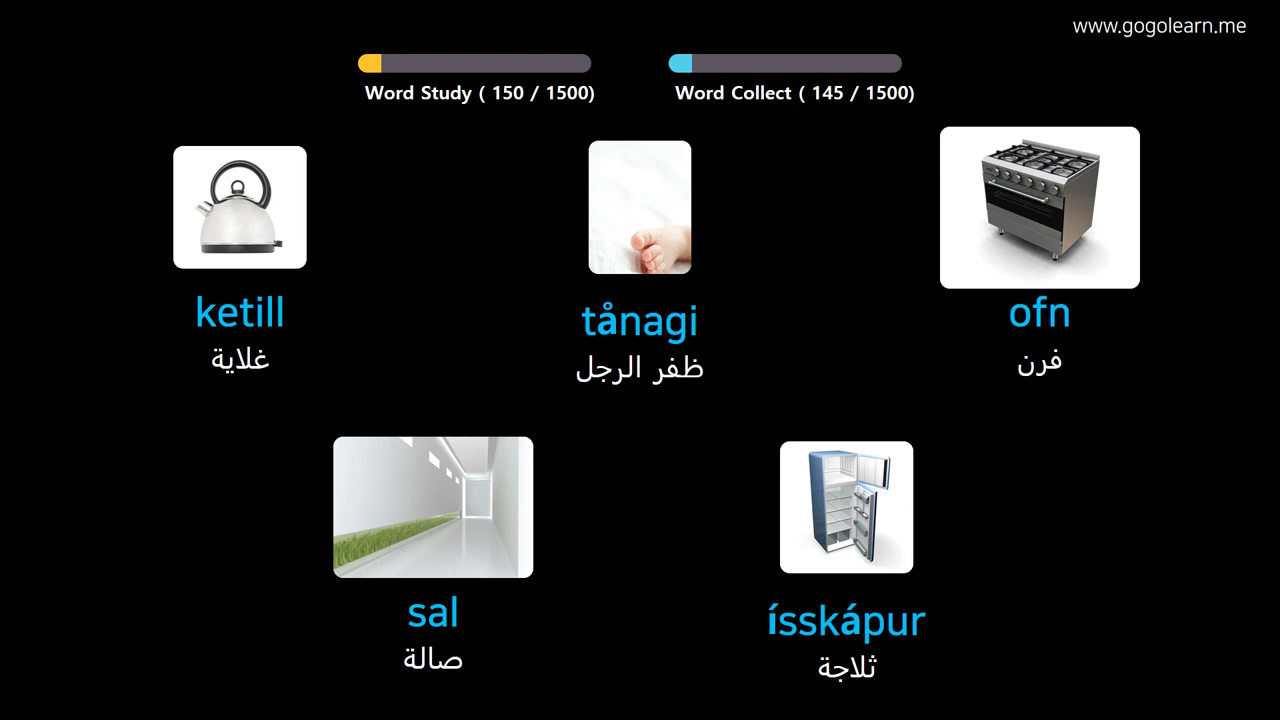 www.gogolearn.me
Word Study ( 150 / 1500)
Word Collect ( 145 / 1500)
ketill
غلاية
tånagi
ظفر الرجل
ofn
فرن
sal
صالة
ísskápur
ثلاجة